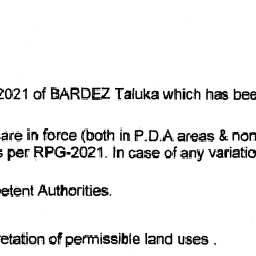 2021 of BARDEZ Taluka which has bee
are in force (both in P.D.A areas & non
s per RPG-2021. In case of any variatio
etent Authorities.
etation of permissible land uses .